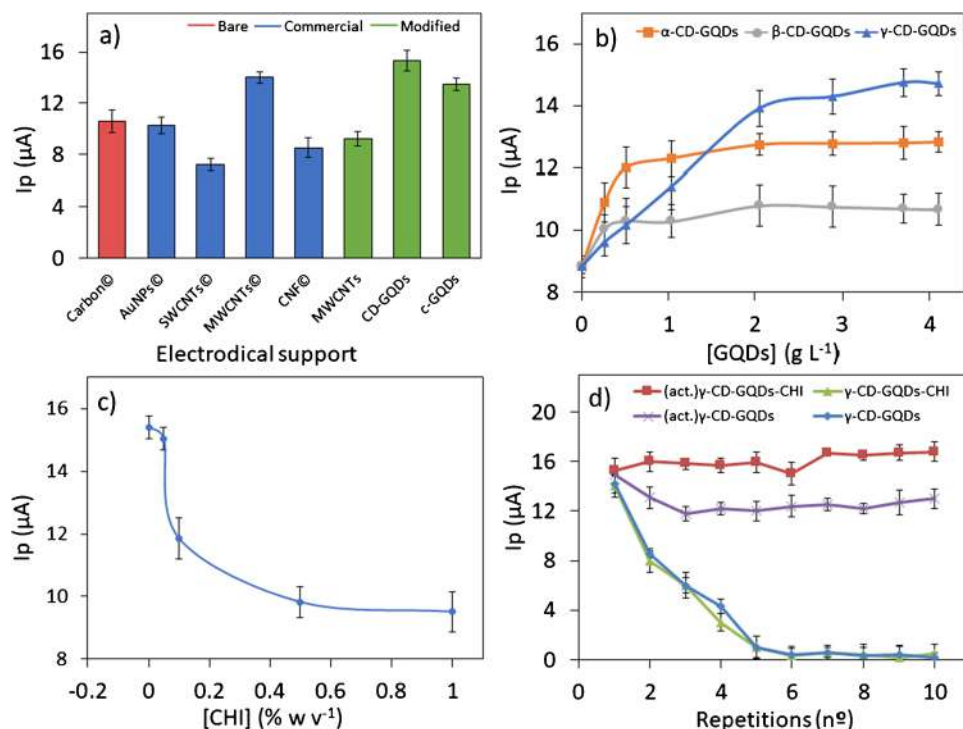 a)
Bare Commercial Modified
16
12
8
4
0
Ip (µA)
Carbon©
AuNPs©
SWCNTs©
MWCNTs©
CNF©
MWCNTs
CD-GQDs
c-GQDs
Electrodical support
b)
α-CD-GQDs β-CD-GQDs γ-CD-GQDs
16
14
12
10
8
Ip (µA)
0 1 2 3 4
[GQDs] (g L-1)
c)
16
14
12
10
8
Ip (µA)
-0.2 0 0.2 0.4 0.6 0.8 1
[CHI] (% w v-1)
d)
(act.)γ-CD-GQDs-CHI γ-CD-GQDs-CHI
(act.)γ-CD-GQDs γ-CD-GQDs
20
16
12
8
4
0
Ip (µA)
0 2 4 6 8 10
Repetitions (nº)